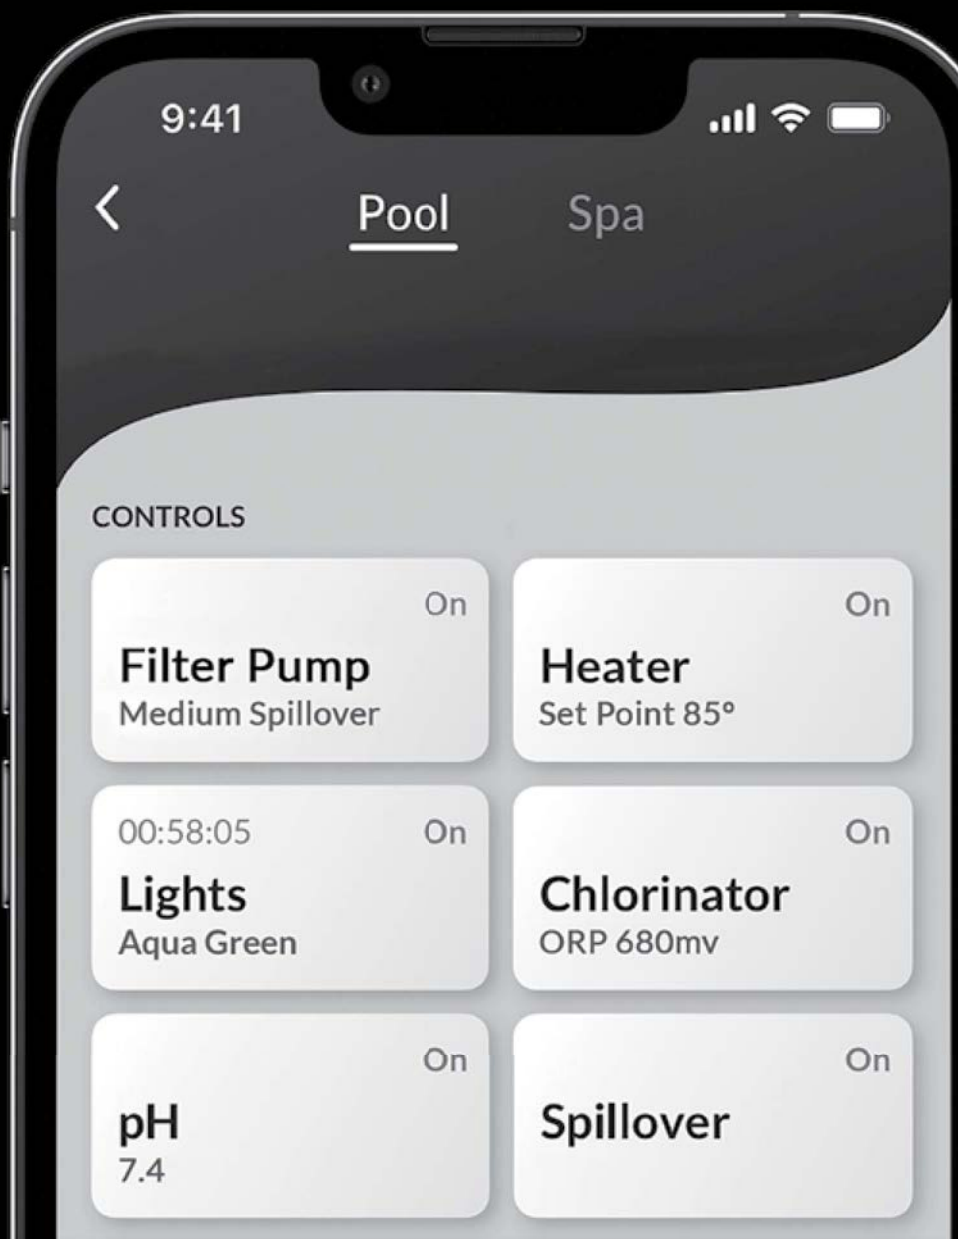 9:41
Pool
Spa
CONTROLS
On
Filter Pump
Medium Spillover
On
Heater
Set Point 85°
00:58:05
On
Lights
Aqua Green
On
Chlorinator
ORP 680mv
On
pH
7.4
On
Spillover